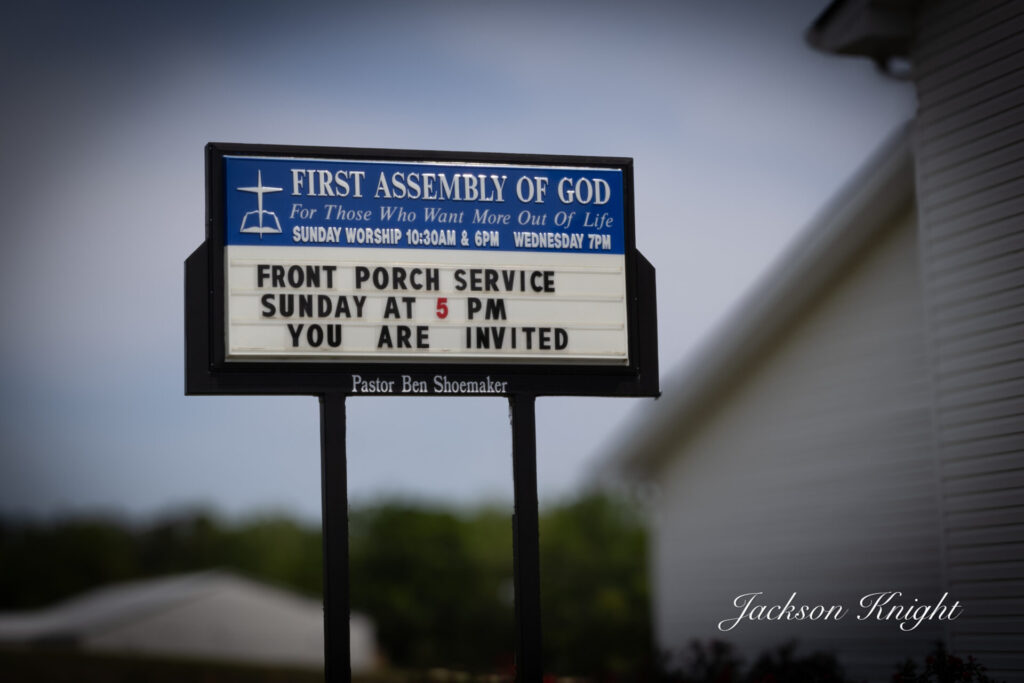 FIRST ASSEMBLY OF GOD
For Those Who Want More Out Of Life
SUNDAY WORSHIP 10:30AM & 6PM WEDNESDAY 7PM
FRONT PORCH SERVICE
SUNDAY AT 5 PM
YOU ARE INVITED
Pastor Ben Shoemaker
Jackson Knight